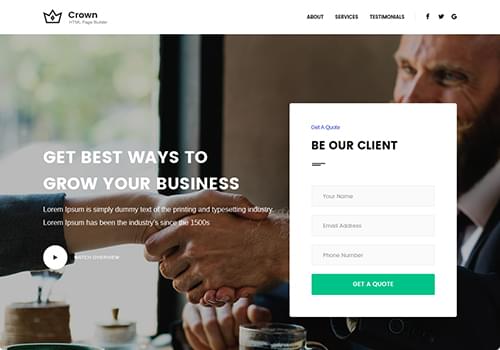 Crown
HTML Page Builder
ABOUT SERVICES TESTIMONIALS
GET BEST WAYS TO
GROW YOUR BUSINESS
Lorem Ipsum is simply dummy text of the printing and typesetting industry.
Lorem Ipsum has been the industry's since the 1500s
WATCH OVERVIEW
Get A Quote
BE OUR CLIENT
Your Name
Email Address
Phone Number
GET A QUOTE